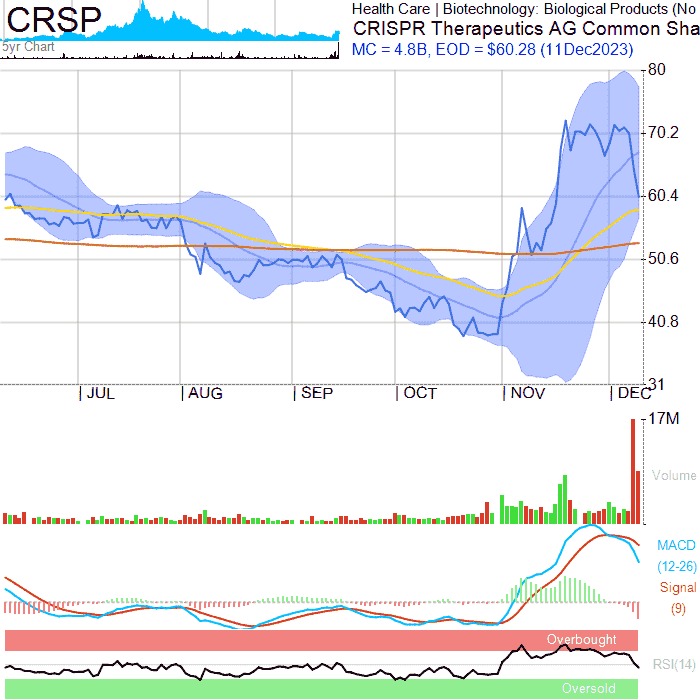 CRSP
5yr Chart
Health Care | Biotechnology: Biological Products (No
CRISPR Therapeutics AG Common Sha
MC = 4.8B, EOD = $60.28 (11Dec2023)
80
70.2
60.4
50.6
40.8
31
JUL
AUG
SEP
OCT
NOV
DEC
17M
Volume
MACD
(12-26)
Signal
(9)
Overbought
RSI(14)
Oversold